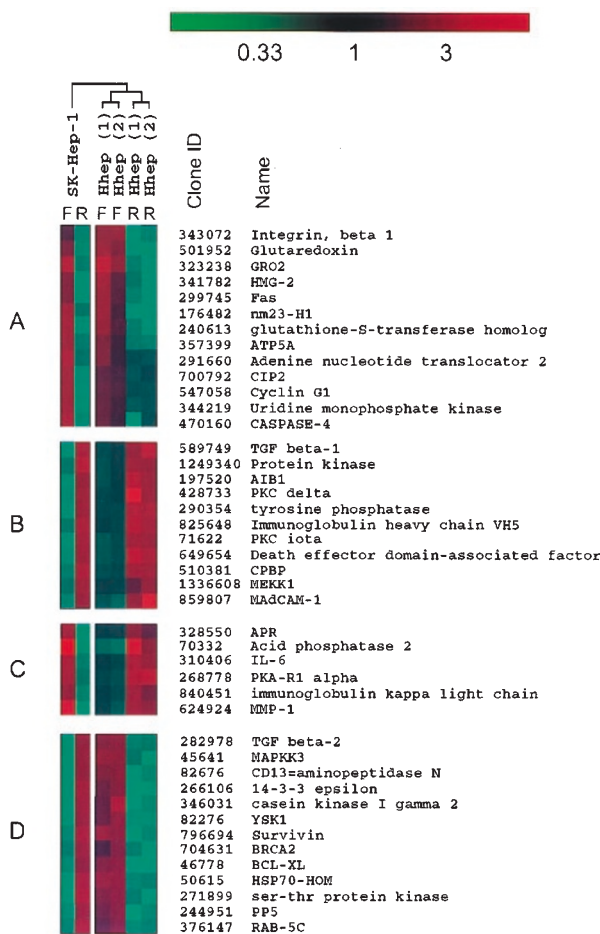 0.33 1 3
SK-Hep-1
Hhep (1)
Hhep (2)
Hhep (1)
Hhep (2)
Clone ID
Name
F R F F R R
A
343072 Integrin, beta 1
501952 Glutaredoxin
323238 GRO2
341782 HMG-2
299745 Fas
176482 nm23-H1
240613 glutathione-S-transferase homolog
357399 ATP5A
291660 Adenine nucleotide translocator 2
700792 CIP2
547058 Cyclin G1
344219 Uridine monophosphate kinase
470160 CASPASE-4
B
589749 TGF beta-1
1249340 Protein kinase
197520 AIB1
428733 PKC delta
290354 tyrosine phosphatase
825648 Immunoglobulin heavy chain VH5
71622 PKC iota
649654 Death effector domain-associated factor
510381 CPBP
1336608 MEKK1
859807 MAdCAM-1
C
328550 APR
70332 Acid phosphatase 2
310406 IL-6
268778 PKA-R1 alpha
840451 immunoglobulin kappa light chain
624924 MMP-1
D
282978 TGF beta-2
45641 MAPKK3
82676 CD13=aminopeptidase N
266106 14-3-3 epsilon
346031 casein kinase I gamma 2
82276 YSK1
796694 Survivin
704631 BRCA2
46778 BCL-XL
50615 HSP70-HOM
271899 ser-thr protein kinase
244951 PP5
376147 RAB-5C